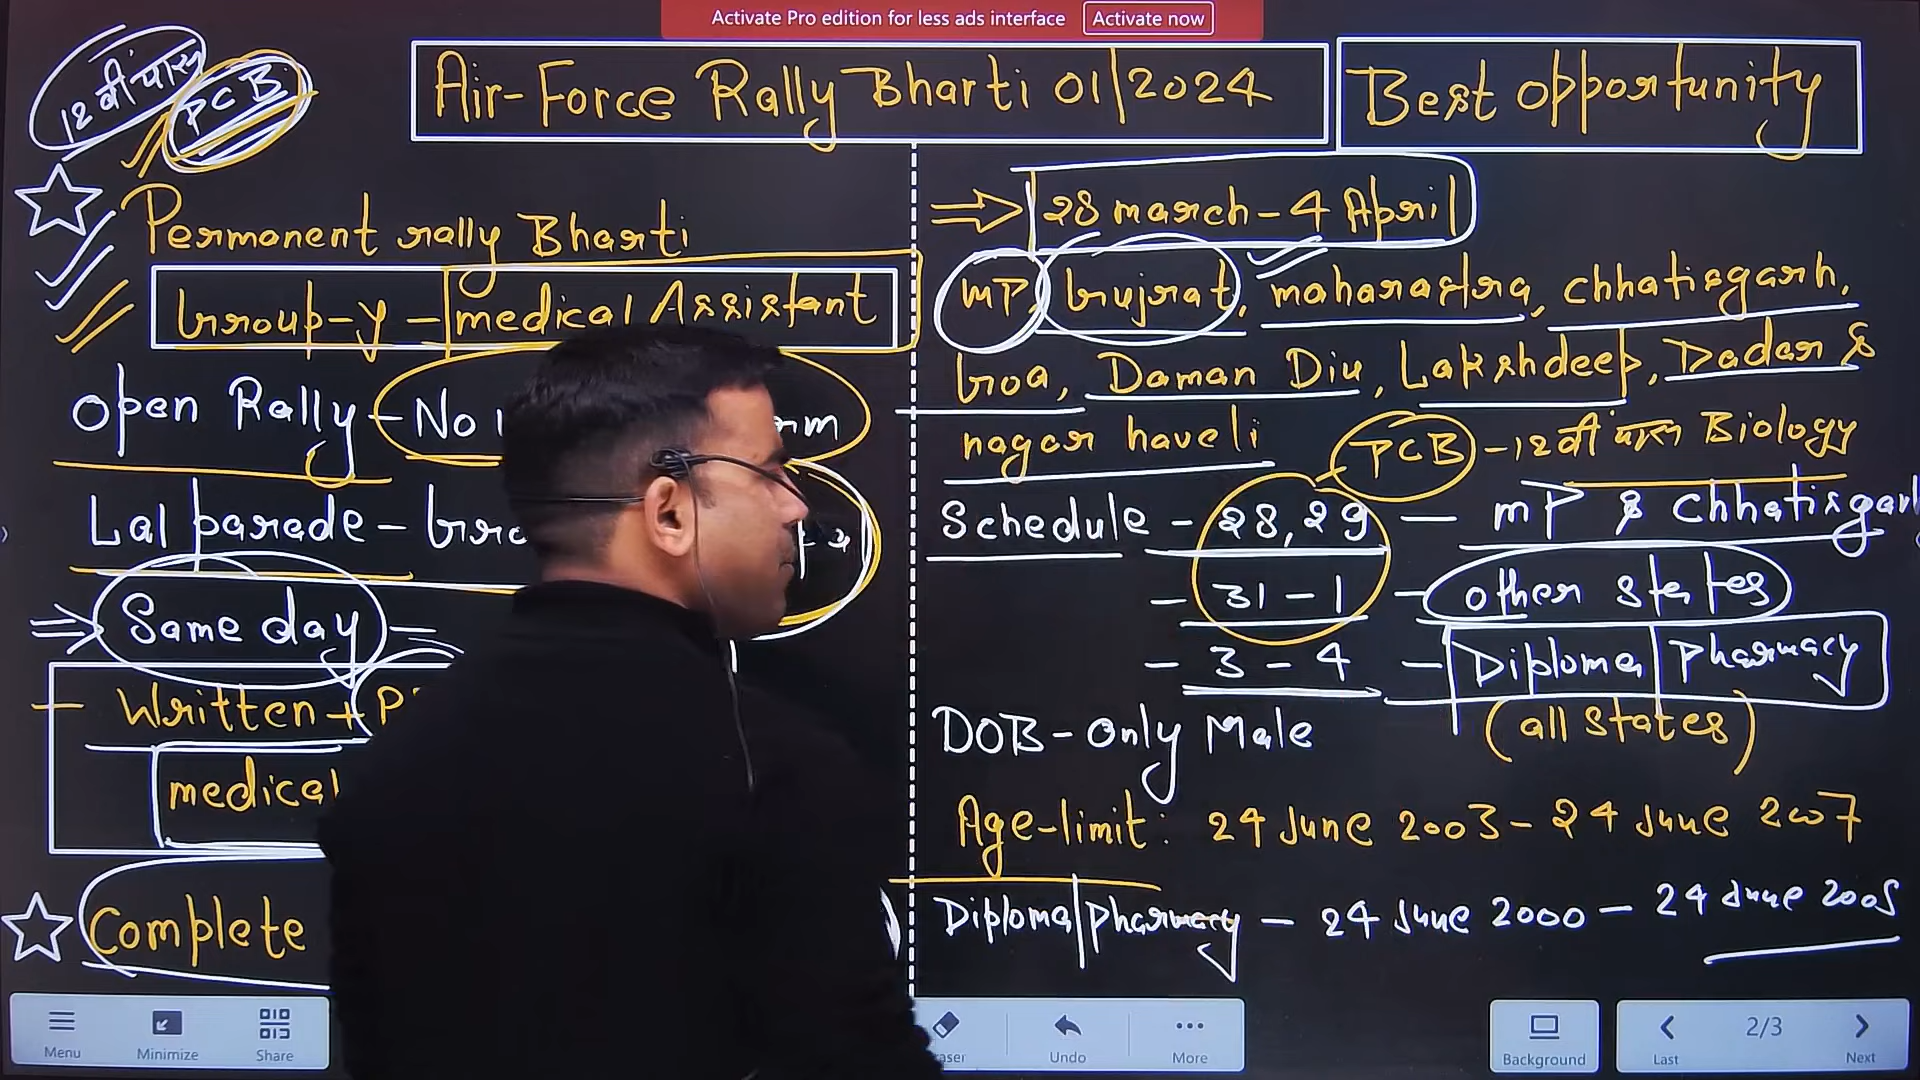 Activate Pro edition for less ads interface Activate now
12वी पास
PCB
Air-Force Rally Bharti 01/2024
Best opportunity
Permanent rally Bharti
Group-y - medical Assistant
Open Rally - No
Lal parade -
Same day
Written +
medical
Complete
28 march - 4 April
MP, Gujrat, maharastra, chhatisgarh,
Goa, Daman Diu, Lakshdeep, Dadar &
nagar haveli
PCB - 12वी पास Biology
Schedule - 28, 29 - MP & Chhatisgarh
- 31 - 1 - other states
- 3 - 4 - Diploma Pharmacy
(all States)
DOB - Only Male
Age-limit: 24 June 2003 - 24 June 2007
Diploma Pharmacy - 24 June 2000 - 24 June 2005
Menu Minimize Share Undo More Background Last 2/3 Next